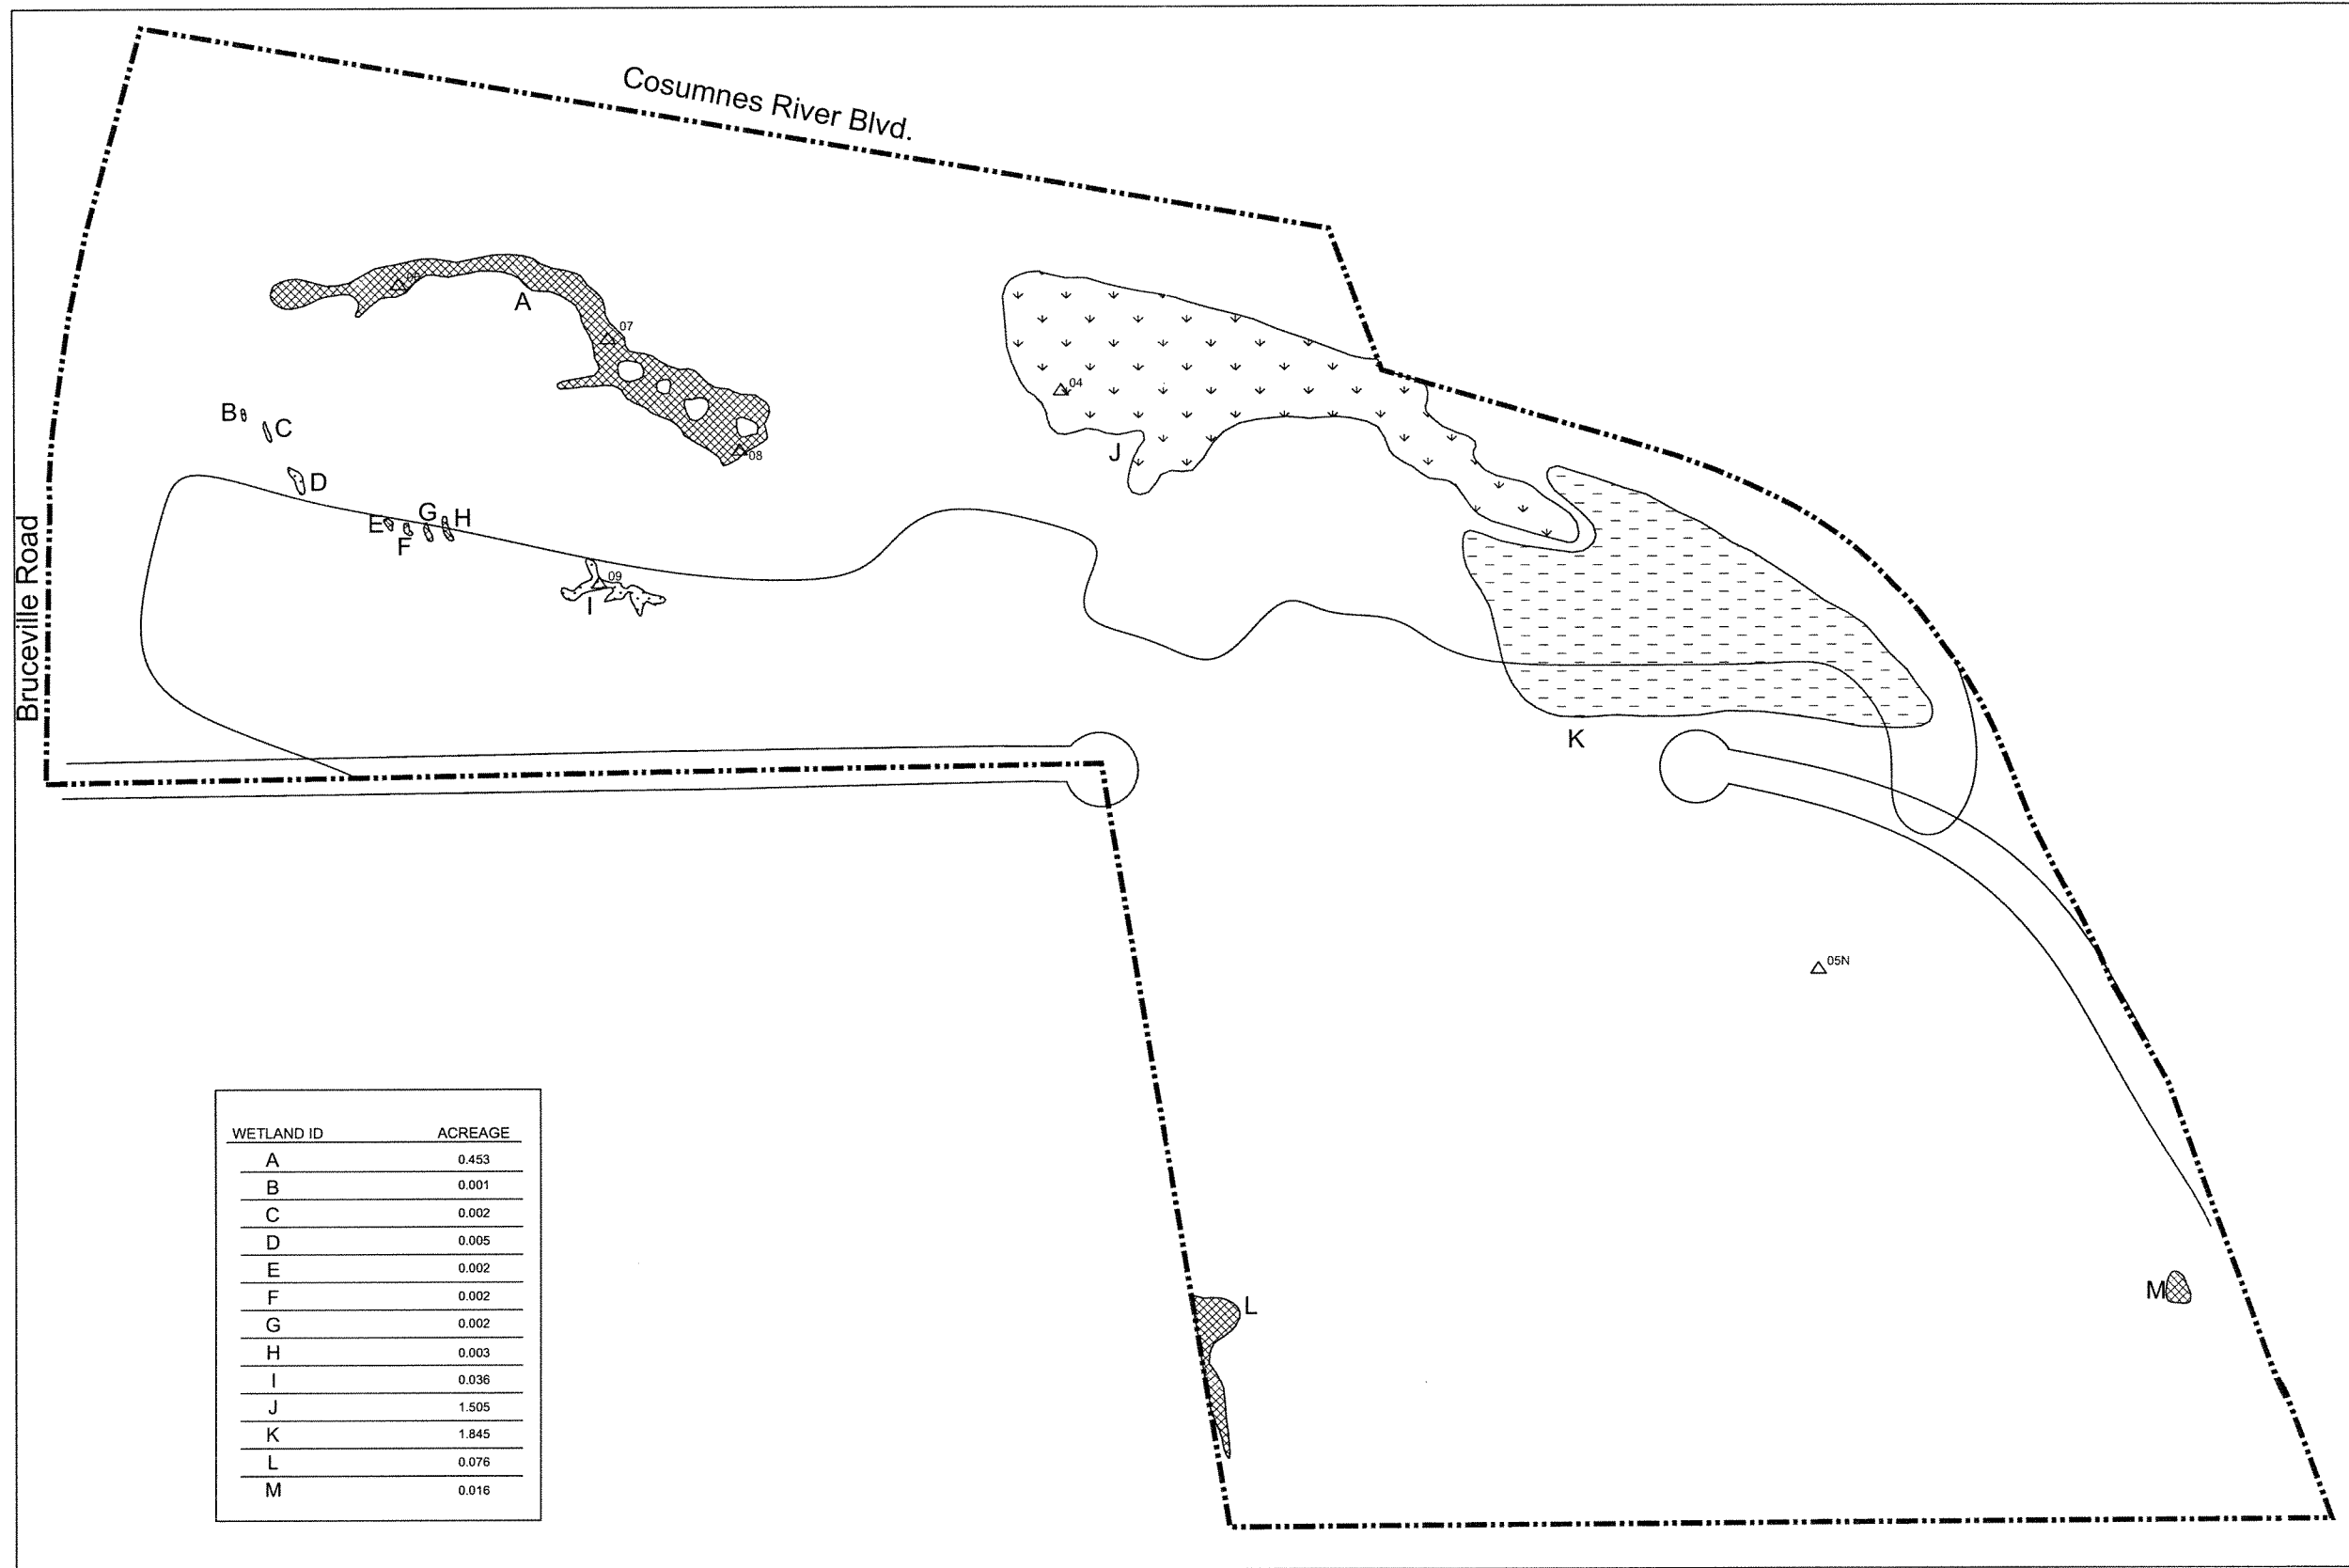 Cosumnes River Blvd.
A
07
08
B
C
D
E
F
G
H
09
I
04
J
K
Bruceville Road
05N
L
M
WETLAND ID ACREAGE
A 0.453
B 0.001
C 0.002
D 0.005
E 0.002
F 0.002
G 0.002
H 0.003
I 0.036
J 1.505
K 1.845
L 0.076
M 0.016